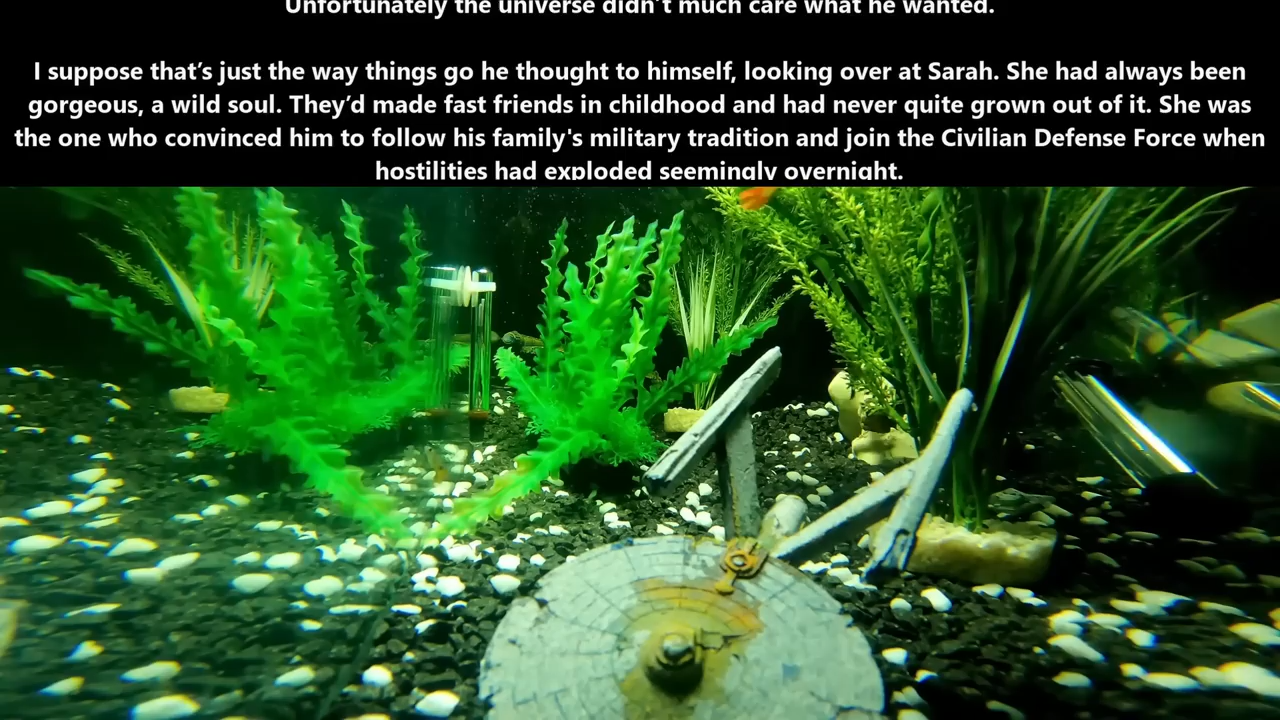 Unfortunately the universe didn't much care what he wanted.
I suppose that's just the way things go he thought to himself, looking over at Sarah. She had always been
gorgeous, a wild soul. They'd made fast friends in childhood and had never quite grown out of it. She was
the one who convinced him to follow his family's military tradition and join the Civilian Defense Force when
hostilities had exploded seemingly overnight.